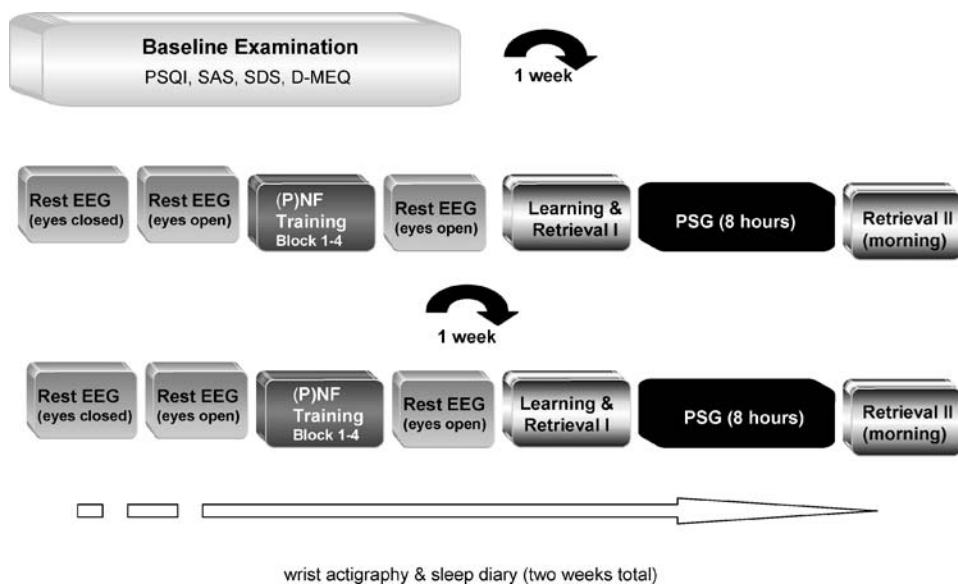 Baseline Examination
PSQI, SAS, SDS, D-MEQ
1 week
Rest EEG
(eyes closed)
Rest EEG
(eyes open)
(P)NF
Training
Block 1-4
Rest EEG
(eyes open)
Learning &
Retrieval I
PSG (8 hours)
Retrieval II
(morning)
1 week
Rest EEG
(eyes closed)
Rest EEG
(eyes open)
(P)NF
Training
Block 1-4
Rest EEG
(eyes open)
Learning &
Retrieval I
PSG (8 hours)
Retrieval II
(morning)
wrist actigraphy & sleep diary (two weeks total)